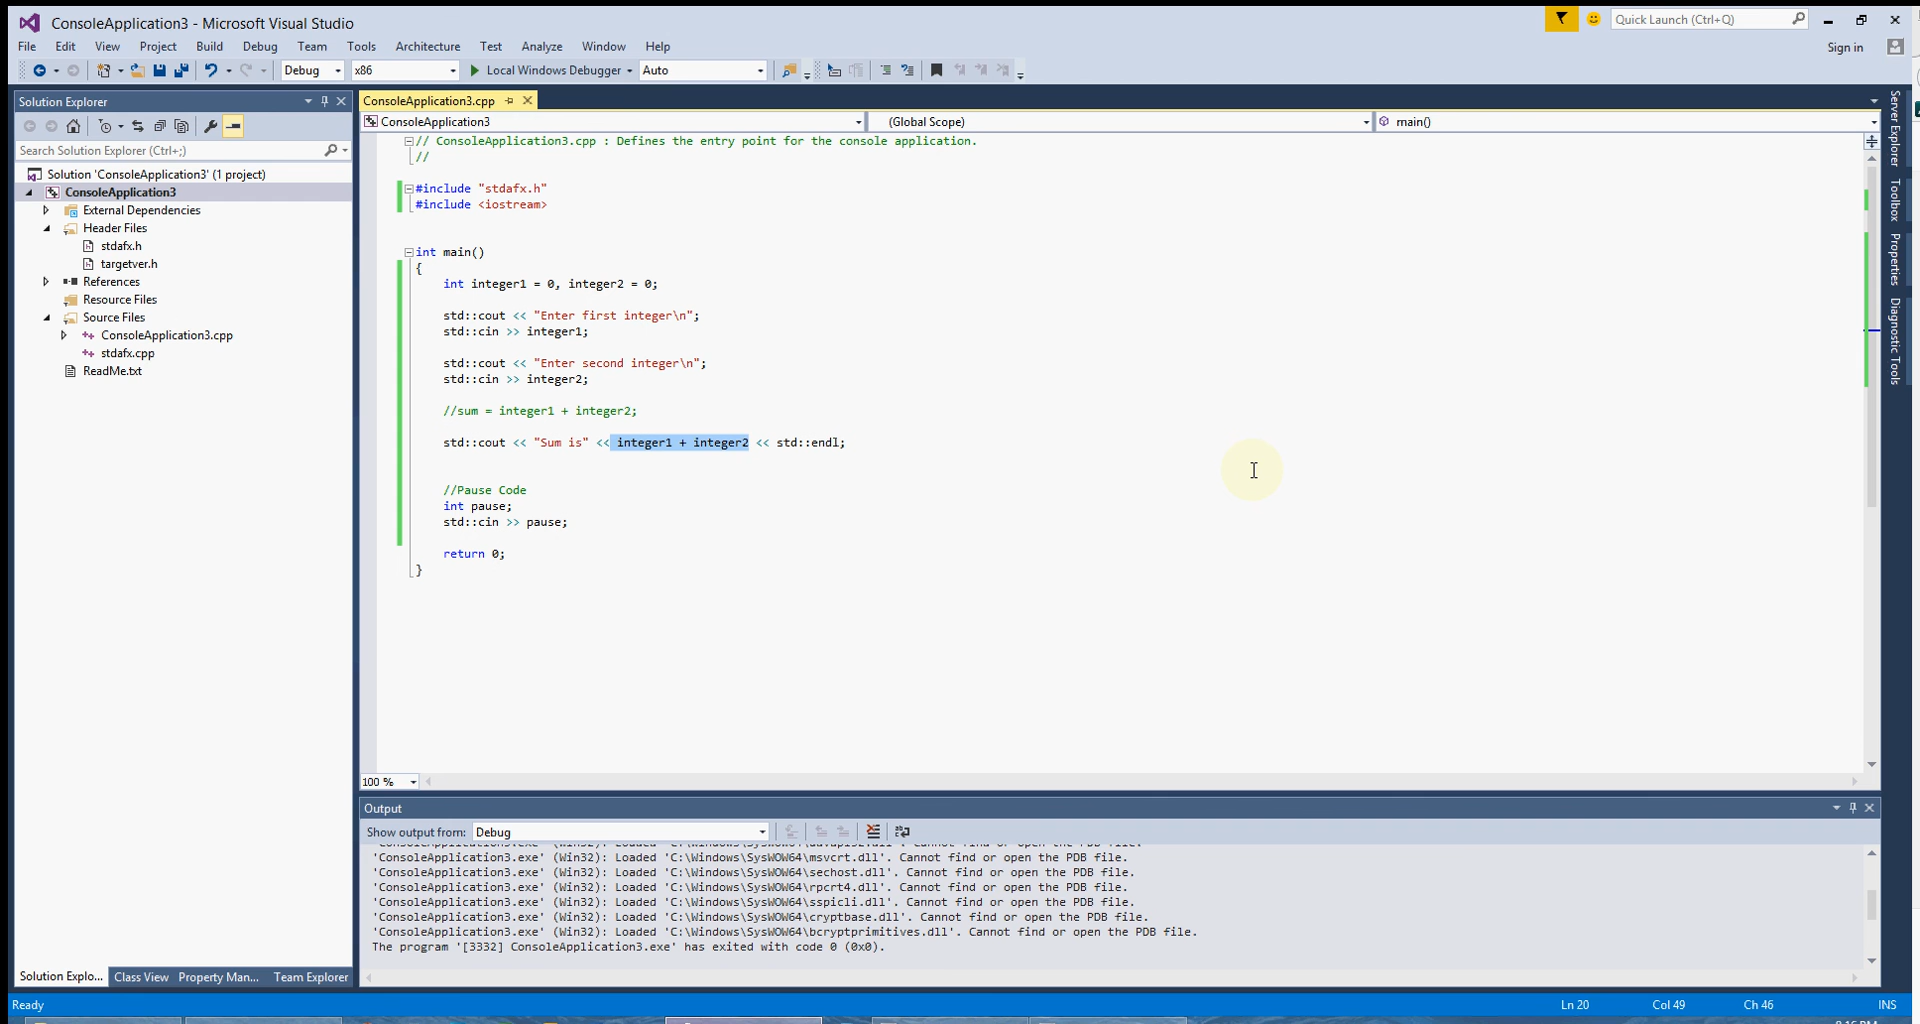 ConsoleApplication3 - Microsoft Visual Studio
Quick Launch (Ctrl+Q)
File Edit View Project Build Debug Team Tools Architecture Test Analyze Window Help
Sign in
Debug x86 Local Windows Debugger Auto
Solution Explorer
ConsoleApplication3.cpp
ConsoleApplication3 (Global Scope) main()
Search Solution Explorer (Ctrl+;)
Solution 'ConsoleApplication3' (1 project)
ConsoleApplication3
External Dependencies
Header Files
stdafx.h
targetver.h
References
Resource Files
Source Files
ConsoleApplication3.cpp
stdafx.cpp
ReadMe.txt
// ConsoleApplication3.cpp : Defines the entry point for the console application.
//
#include "stdafx.h"
#include <iostream>
int main()
{
int integer1 = 0, integer2 = 0;
std::cout << "Enter first integer\n";
std::cin >> integer1;
std::cout << "Enter second integer\n";
std::cin >> integer2;
//sum = integer1 + integer2;
std::cout << "Sum is" << integer1 + integer2 << std::endl;
//Pause Code
int pause;
std::cin >> pause;
return 0;
}
Server Explorer
Toolbox
Properties
Diagnostic Tools
100 %
Output
Show output from: Debug
'ConsoleApplication3.exe' (Win32): Loaded 'C:\Windows\SysWOW64\msvcrt.dll'. Cannot find or open the PDB file.
'ConsoleApplication3.exe' (Win32): Loaded 'C:\Windows\SysWOW64\sechost.dll'. Cannot find or open the PDB file.
'ConsoleApplication3.exe' (Win32): Loaded 'C:\Windows\SysWOW64\rpcrt4.dll'. Cannot find or open the PDB file.
'ConsoleApplication3.exe' (Win32): Loaded 'C:\Windows\SysWOW64\sspicli.dll'. Cannot find or open the PDB file.
'ConsoleApplication3.exe' (Win32): Loaded 'C:\Windows\SysWOW64\cryptbase.dll'. Cannot find or open the PDB file.
'ConsoleApplication3.exe' (Win32): Loaded 'C:\Windows\SysWOW64\bcryptprimitives.dll'. Cannot find or open the PDB file.
The program '[3332] ConsoleApplication3.exe' has exited with code 0 (0x0).
Solution Explo... Class View Property Man... Team Explorer
Ready Ln 20 Col 49 Ch 46 INS